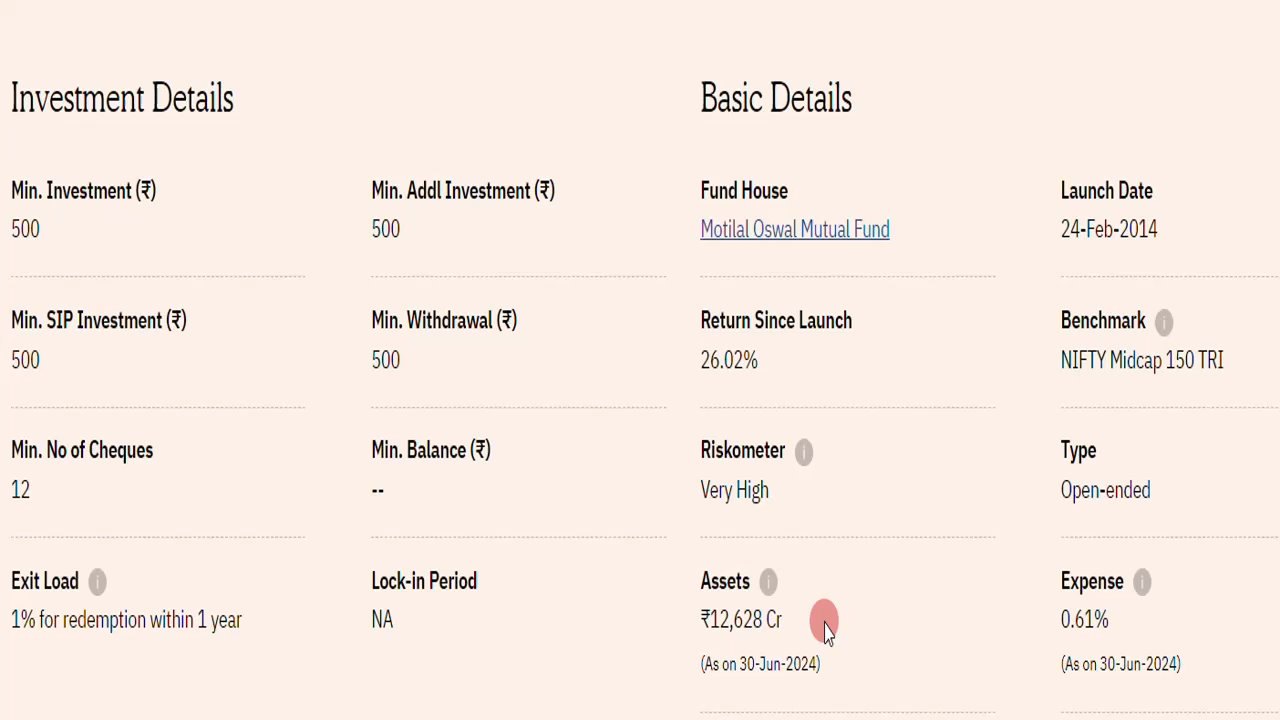 Investment Details
Basic Details
Min. Investment (₹)
500
Min. Addl Investment (₹)
500
Fund House
Motilal Oswal Mutual Fund
Launch Date
24-Feb-2014
Min. SIP Investment (₹)
500
Min. Withdrawal (₹)
500
Return Since Launch
26.02%
Benchmark i
NIFTY Midcap 150 TRI
Min. No of Cheques
12
Min. Balance (₹)
--
Riskometer i
Very High
Type
Open-ended
Exit Load i
1% for redemption within 1 year
Lock-in Period
NA
Assets i
₹12,628 Cr
(As on 30-Jun-2024)
Expense i
0.61%
(As on 30-Jun-2024)